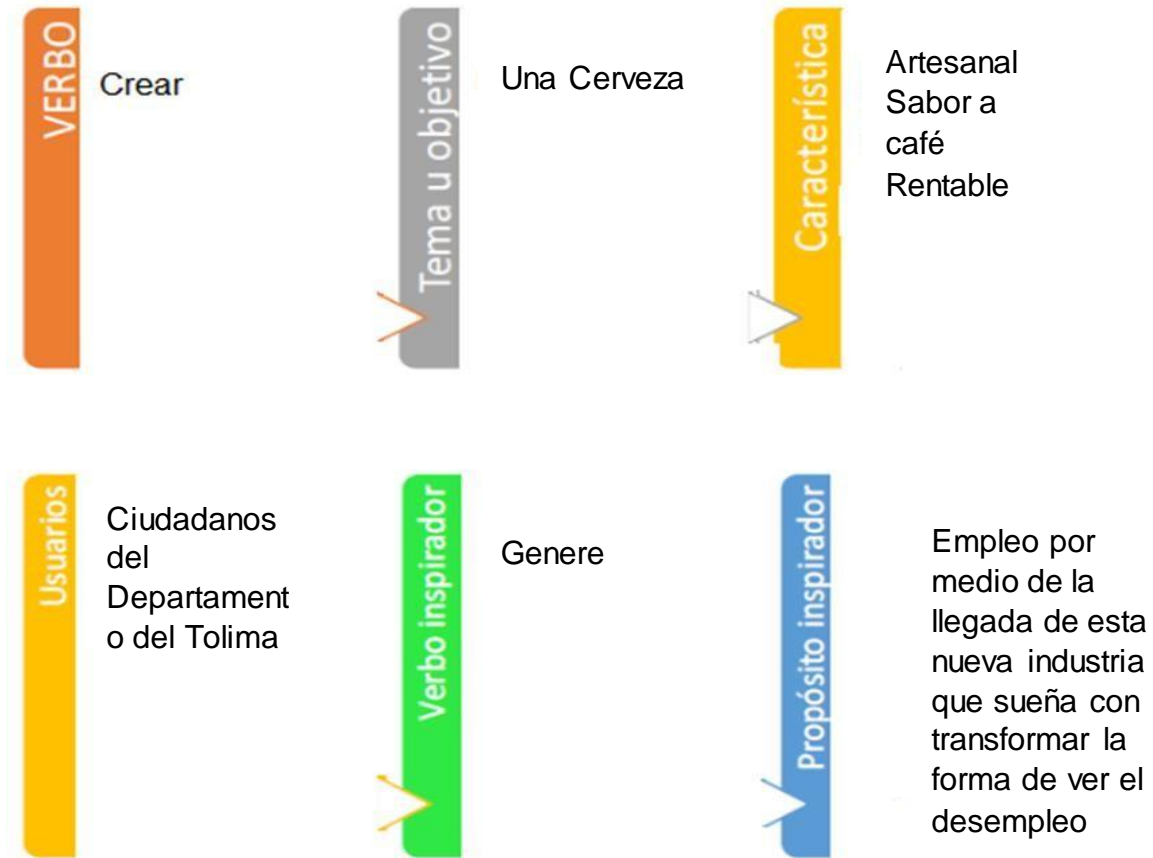 VERBO
Crear
Tema u objetivo
Una Cerveza
Característica
Artesanal
Sabor a
café
Rentable
Usuarios
Ciudadanos
del
Departament
o del Tolima
Verbo inspirador
Genere
Propósito inspirador
Empleo por
medio de la
llegada de esta
nueva industria
que sueña con
transformar la
forma de ver el
desempleo